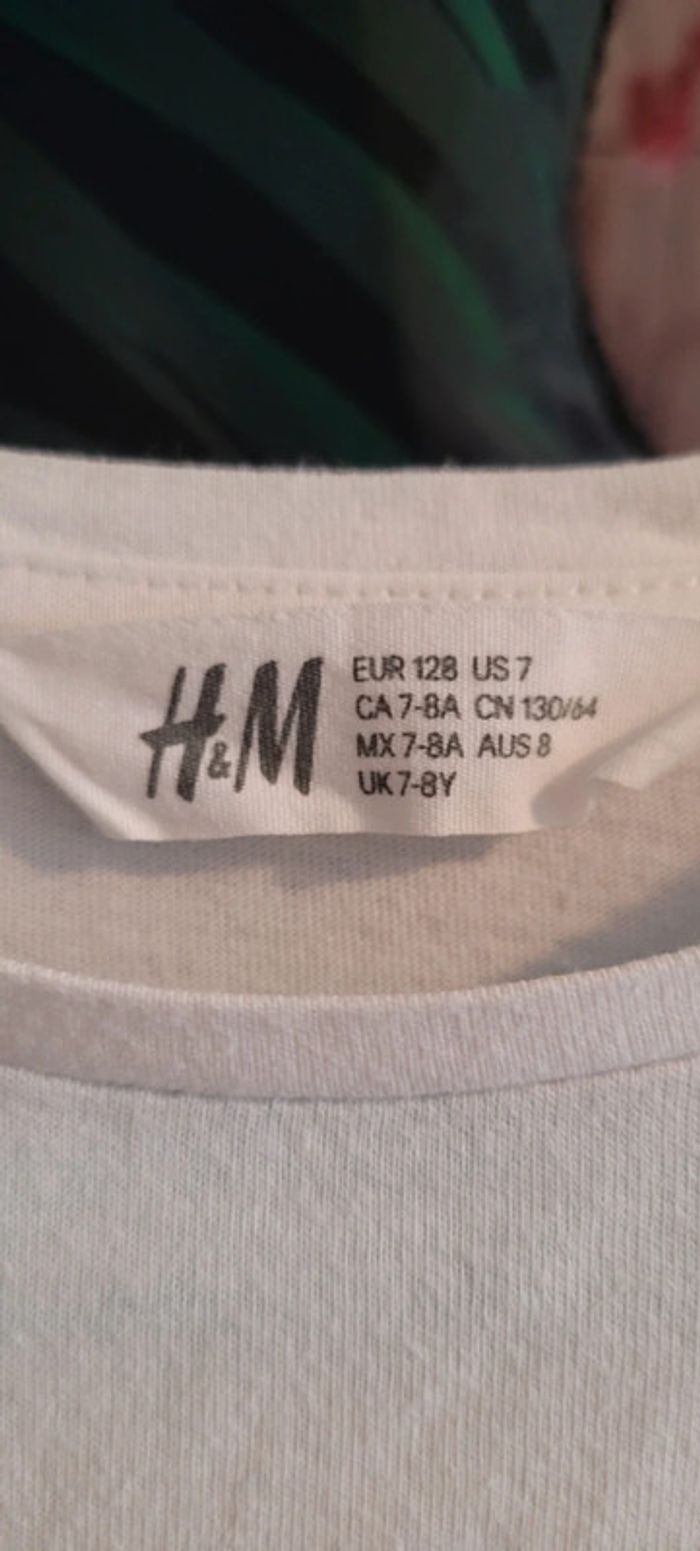 H&M
EUR 128 US 7
CA 7-8A CN 130/64
MX 7-8A AUS 8
UK 7-8Y